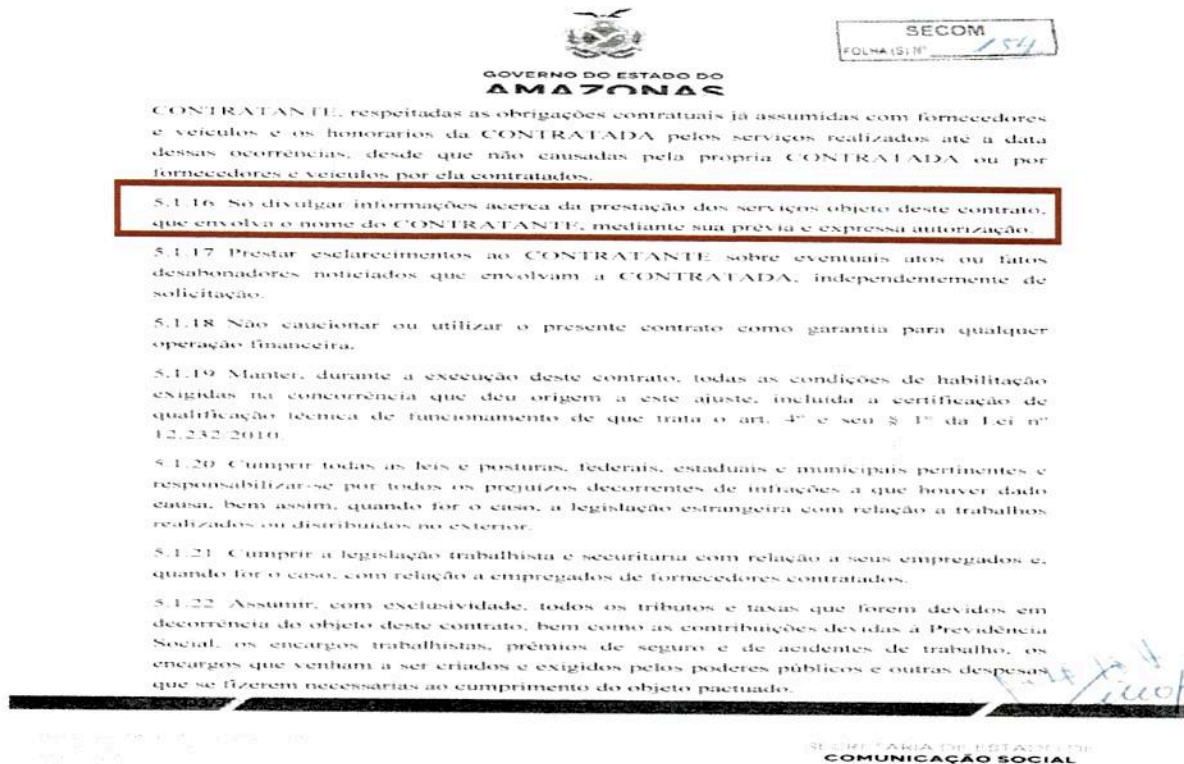 SECOM
FOLHA(S) Nº 154
GOVERNO DO ESTADO DO
AMAZONAS
CONTRATANTE, respeitadas as obrigações contratuais já assumidas com fornecedores
e veículos e os honorários da CONTRATADA pelos serviços realizados até a data
dessas ocorrências, desde que não causadas pela própria CONTRATADA ou por
fornecedores e veículos por ela contratados.
5.1.16 Só divulgar informações acerca da prestação dos serviços objeto deste contrato,
que envolva o nome do CONTRATANTE, mediante sua prévia e expressa autorização.
5.1.17 Prestar esclarecimentos ao CONTRATANTE sobre eventuais atos ou fatos
desabonadores noticiados que envolvam a CONTRATADA, independentemente de
solicitação.
5.1.18 Não caucionar ou utilizar o presente contrato como garantia para qualquer
operação financeira.
5.1.19 Manter, durante a execução deste contrato, todas as condições de habilitação
exigidas na concorrência que deu origem a este ajuste, incluída a certificação de
qualificação técnica de funcionamento de que trata o art. 4º e seu § 1º da Lei nº
12.232/2010.
5.1.20 Cumprir todas as leis e posturas, federais, estaduais e municipais pertinentes e
responsabilizar-se por todos os prejuízos decorrentes de infrações a que houver dado
causa, bem assim, quando for o caso, a legislação estrangeira com relação a trabalhos
realizados ou distribuídos no exterior.
5.1.21 Cumprir a legislação trabalhista e securitária com relação a seus empregados e,
quando for o caso, com relação a empregados de fornecedores contratados.
5.1.22 Assumir, com exclusividade, todos os tributos e taxas que forem devidos em
decorrência do objeto deste contrato, bem como as contribuições devidas à Previdência
Social, os encargos trabalhistas, prêmios de seguro e de acidentes de trabalho, os
encargos que venham a ser criados e exigidos pelos poderes públicos e outras despesas
que se fizerem necessárias ao cumprimento do objeto pactuado.
SECRETARIA DE ESTADO DE
COMUNICAÇÃO SOCIAL